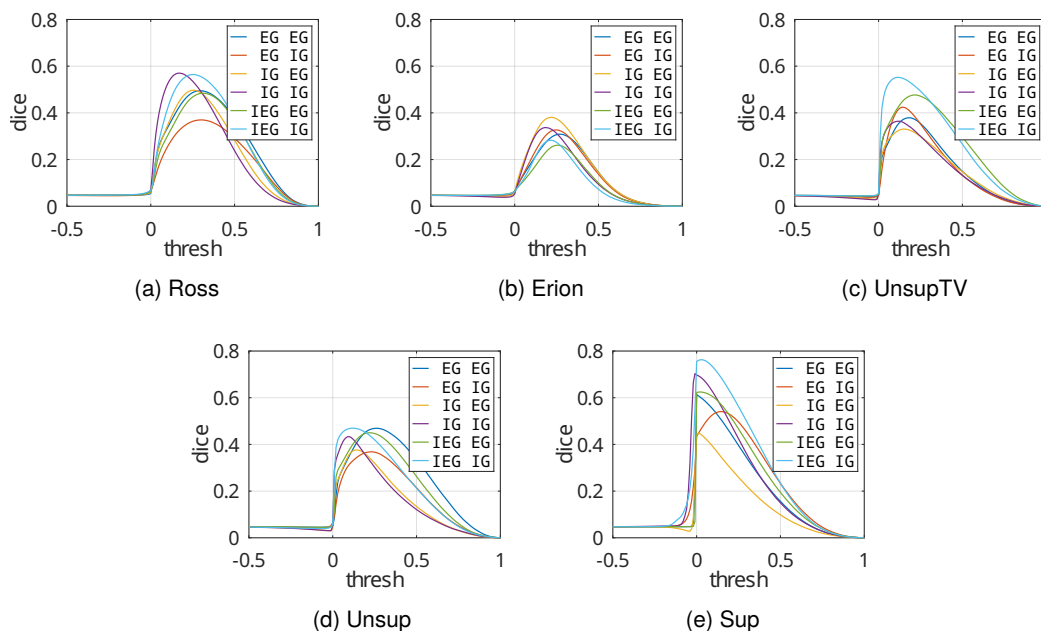 0.8
0.6
0.4
0.2
0
dice
-0.5
0
0.5
1
thresh
EG EG
EG IG
IG EG
IG IG
IEG EG
IEG IG
(a) Ross
0.8
0.6
0.4
0.2
0
dice
-0.5
0
0.5
1
thresh
EG EG
EG IG
IG EG
IG IG
IEG EG
IEG IG
(b) Erion
0.8
0.6
0.4
0.2
0
dice
-0.5
0
0.5
thresh
EG EG
EG IG
IG EG
IG IG
IEG EG
IEG IG
(c) UnsupTV
0.8
0.6
0.4
0.2
0
dice
-0.5
0
0.5
1
thresh
EG EG
EG IG
IG EG
IG IG
IEG EG
IEG IG
(d) Unsup
0.8
0.6
0.4
0.2
0
dice
-0.5
0
0.5
1
thresh
EG EG
EG IG
IG EG
IG IG
IEG EG
IEG IG
(e) Sup